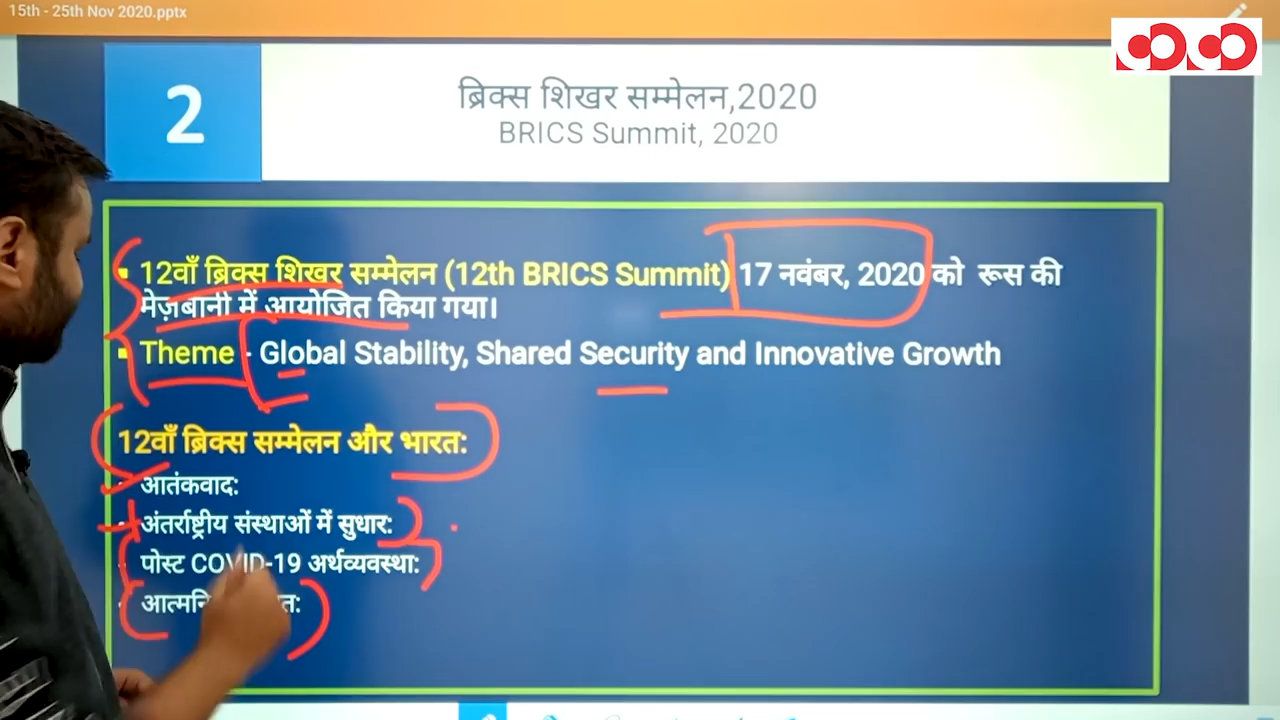 15th - 25th Nov 2020.pptx
2
ब्रिक्स शिखर सम्मेलन,2020
BRICS Summit, 2020
▪ 12वाँ ब्रिक्स शिखर सम्मेलन (12th BRICS Summit) 17 नवंबर, 2020 को रूस की
मेज़बानी में आयोजित किया गया।
▪ Theme - Global Stability, Shared Security and Innovative Growth
12वाँ ब्रिक्स सम्मेलन और भारत:
आतंकवाद:
अंतर्राष्ट्रीय संस्थाओं में सुधार:
पोस्ट COVID-19 अर्थव्यवस्था: